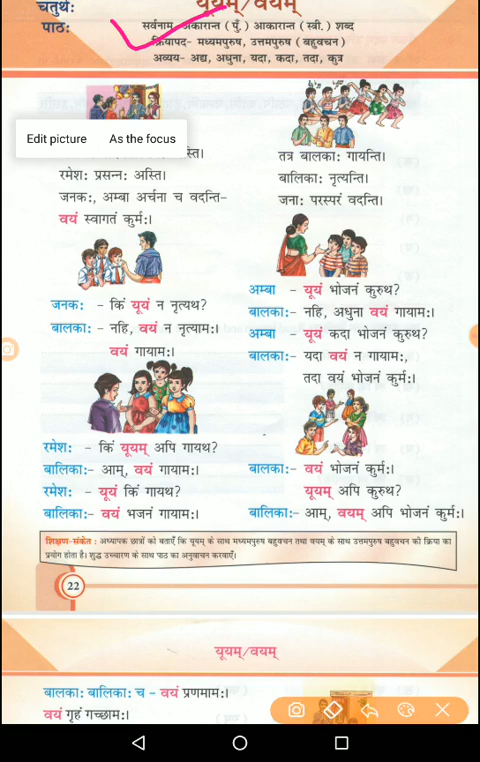 चतुर्थः
यूयम्/वयम्
पाठः
सर्वनाम- अकारान्त (पुँ.) आकारान्त (स्त्री.) शब्द
क्रियापद- मध्यमपुरुष, उत्तमपुरुष (बहुवचन)
अव्यय- अद्य, अधुना, यदा, कदा, तदा, कुत्र
Edit picture As the focus
रमेशः प्रसन्नः अस्ति।
जनकः, अम्बा अर्चना च वदन्ति–
वयं स्वागतं कुर्मः।
जनकः – किं यूयं न नृत्यथ?
बालकाः – नहि, वयं न नृत्यामः।
वयं गायामः।
रमेशः – किं यूयम् अपि गायथ?
बालिकाः– आम्, वयं गायामः।
रमेशः – यूयं किं गायथ?
बालिकाः– वयं भजनं गायामः।
तत्र बालकाः गायन्ति।
बालिकाः नृत्यन्ति।
जनाः परस्परं वदन्ति।
अम्बा – यूयं भोजनं कुरुथ?
बालकाः– नहि, अधुना वयं गायामः।
अम्बा – यूयं कदा भोजनं कुरुथ?
बालकाः– यदा वयं न गायामः,
तदा वयं भोजनं कुर्मः।
बालकाः– वयं भोजनं कुर्मः।
यूयम् अपि कुरुथ?
बालिकाः– आम्, वयम् अपि भोजनं कुर्मः।
शिक्षण-संकेत : अध्यापक छात्रों को बताएँ कि यूयम् के साथ मध्यमपुरुष बहुवचन तथा वयम् के साथ उत्तमपुरुष बहुवचन की क्रिया का
प्रयोग होता है। शुद्ध उच्चारण के साथ पाठ का अनुवाचन करवाएँ।
22
यूयम्/वयम्
बालकाः बालिकाः च – वयं प्रणमामः।
वयं गृहं गच्छामः।